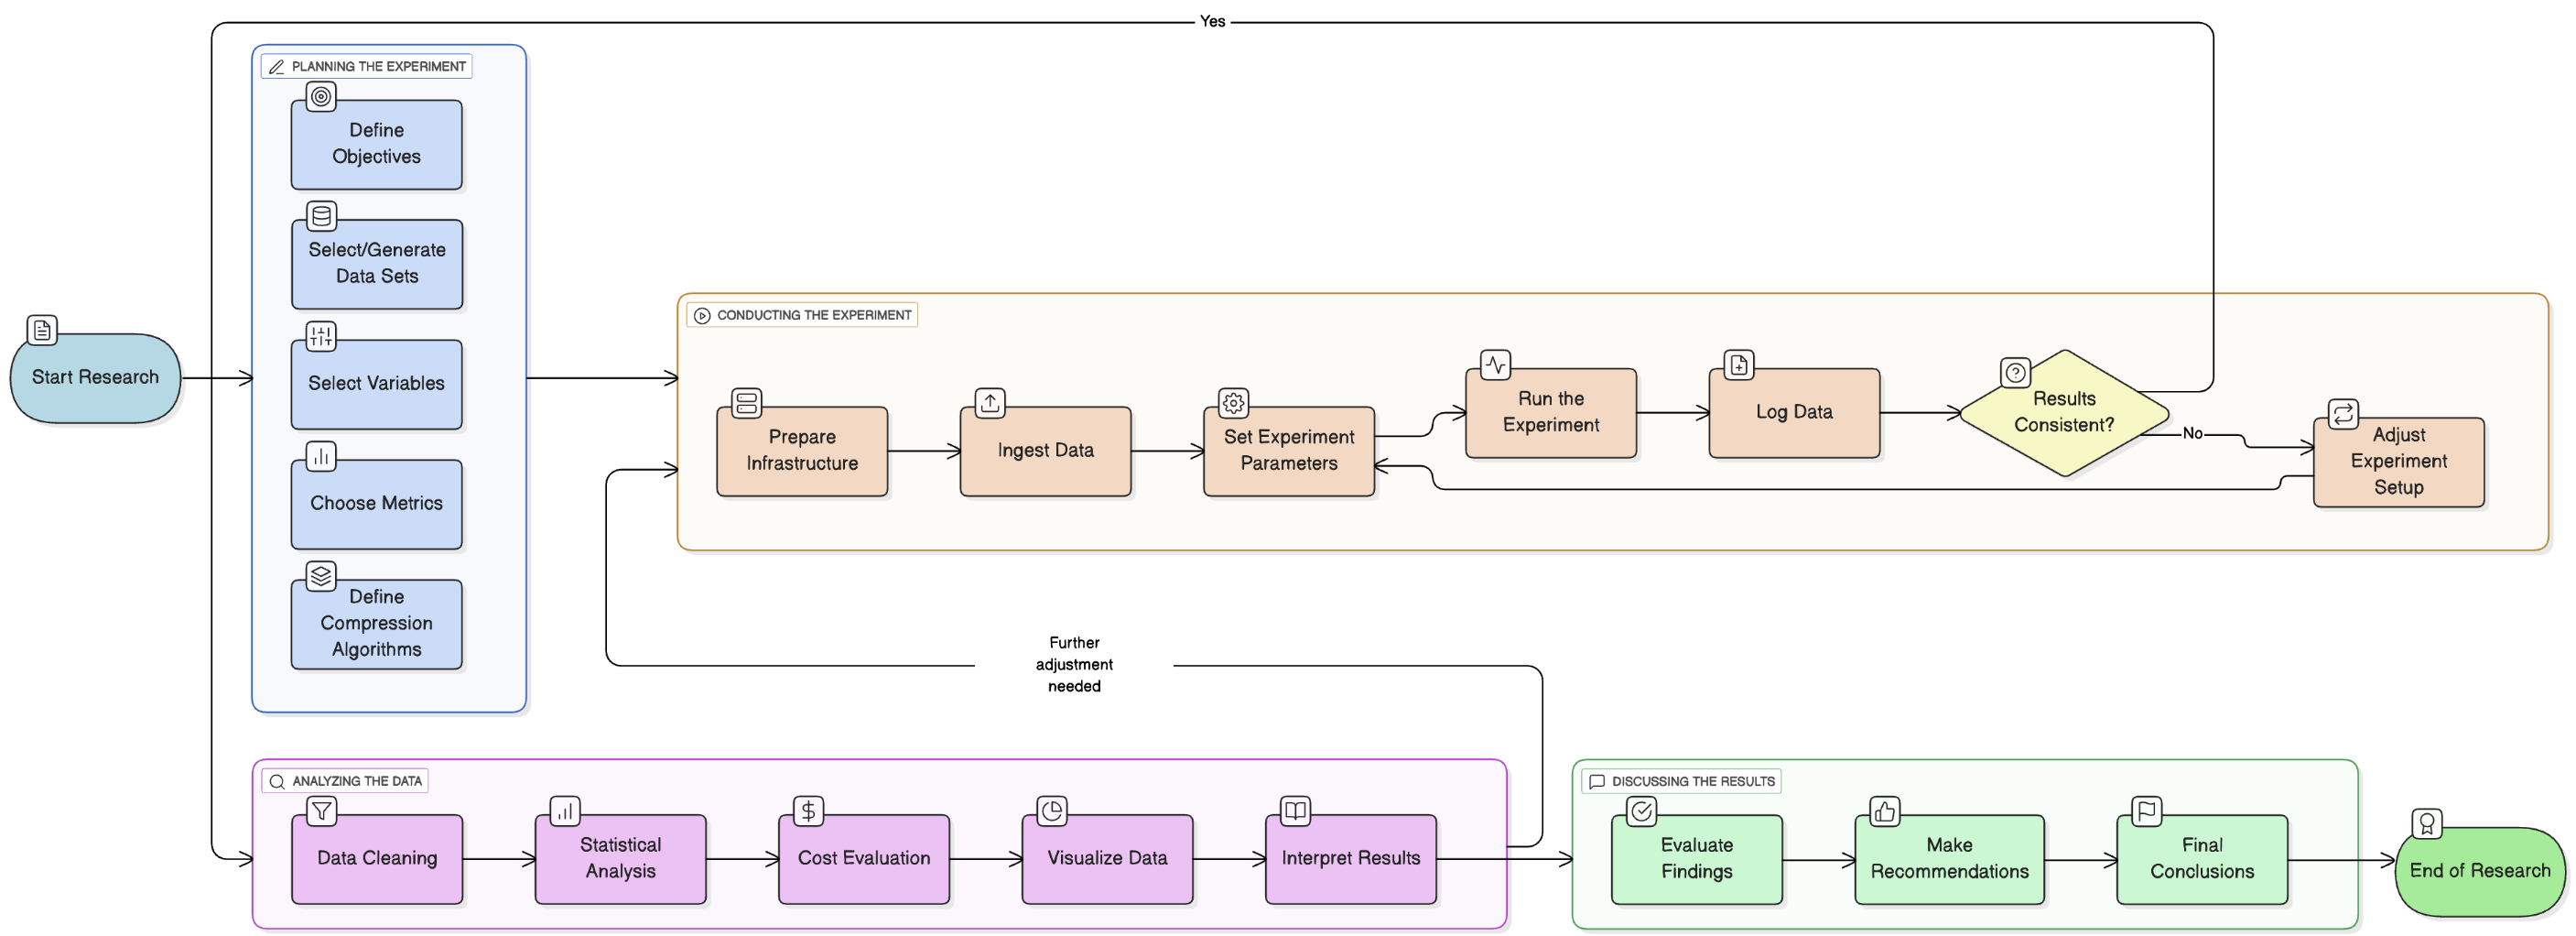 Yes
PLANNING THE EXPERIMENT
Define
Objectives
Select/Generate
Data Sets
Select Variables
Choose Metrics
Define
Compression
Algorithms
Start Research
CONDUCTING THE EXPERIMENT
Prepare
Infrastructure
Ingest Data
Set Experiment
Parameters
Run the
Experiment
Log Data
Results
Consistent?
No
Adjust
Experiment
Setup
Further
adjustment
needed
ANALYZING THE DATA
Data Cleaning
Statistical
Analysis
Cost Evaluation
Visualize Data
Interpret Results
DISCUSSING THE RESULTS
Evaluate
Findings
Make
Recommendations
Final
Conclusions
End of Research